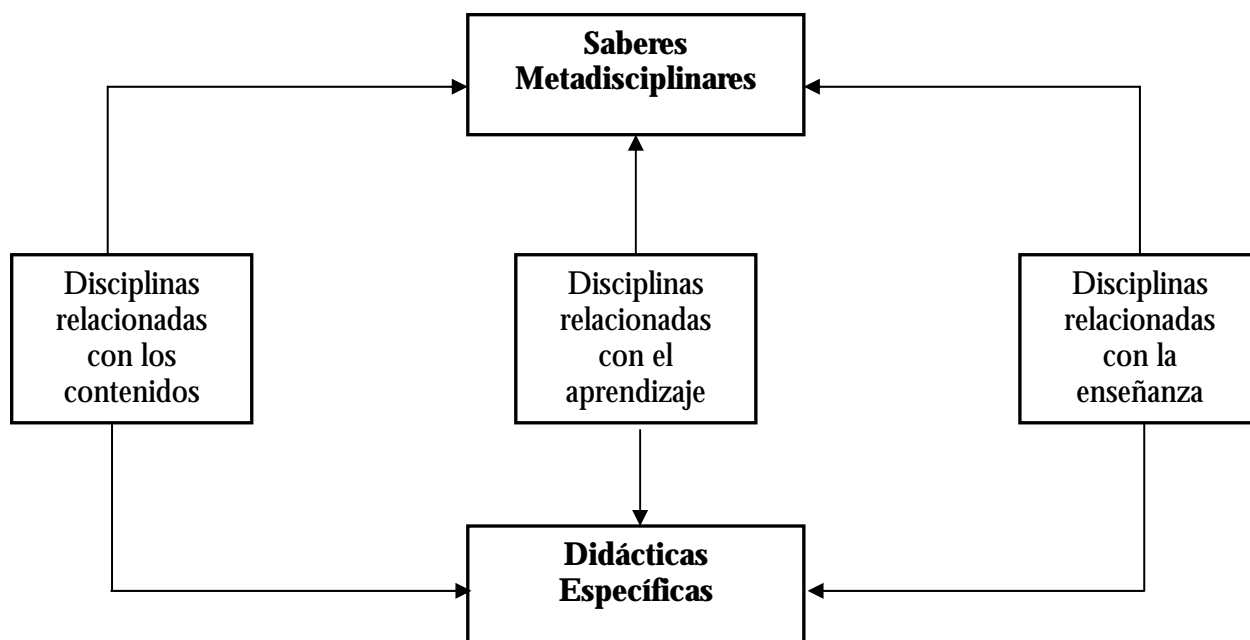 Saberes
Metadisciplinares
Disciplinas
relacionadas
con los
contenidos
Disciplinas
relacionadas
con el
aprendizaje
Disciplinas
relacionadas
con la
enseñanza
Didácticas
Específicas